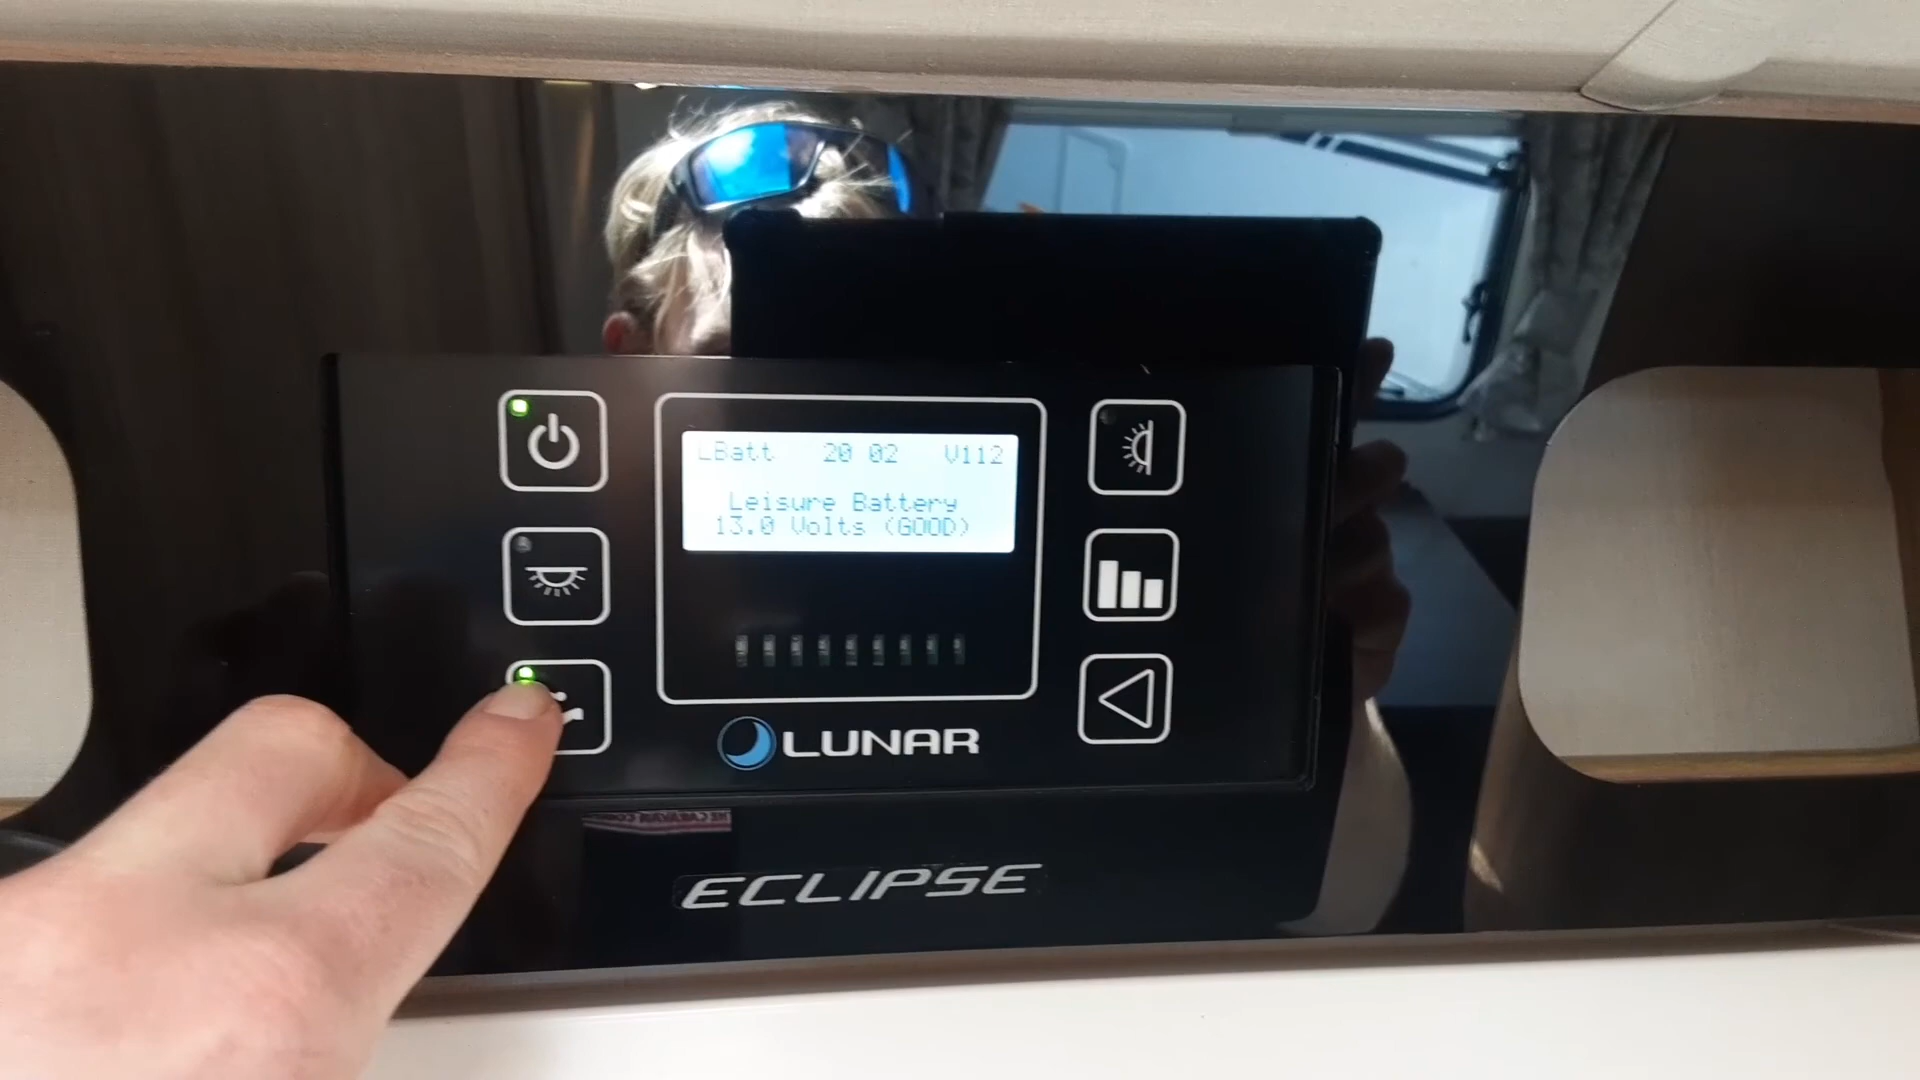 LBatt 20 02 V112
Leisure Battery
13.0 Volts (GOOD)
LUNAR
ECLIPSE